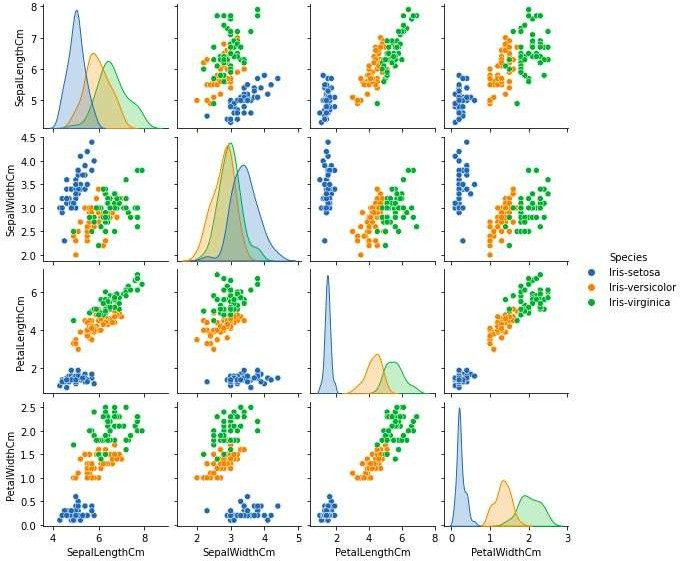 8
7
6
5
SepalLengthCm
4.5
4.0
3.5
3.0
2.5
2.0
SepalWidthCm
Species
Iris-setosa
Iris-versicolor
Iris-virginica
6
4
2
PetalLengthCm
2.5
2.0
1.5
1.0
0.5
0.0
PetalWidthCm
4 6 8
2 3 4 5
2 4 6 8
0 1 2 3
SepalLengthCm SepalWidthCm PetalLengthCm PetalWidthCm